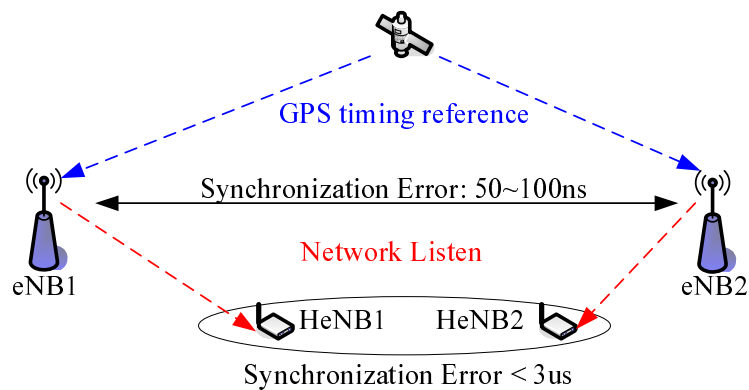 GPS timing reference
Synchronization Error: 50~100ns
Network Listen
eNB1
eNB2
HeNB1
HeNB2
Synchronization Error < 3us